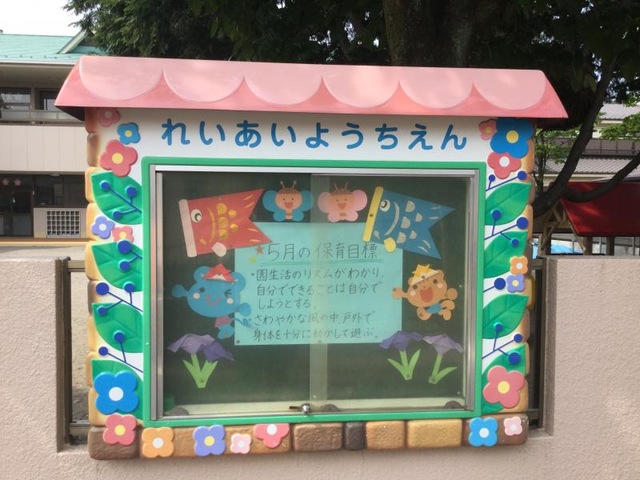 れいあいようちえん
5月の保育目標
・園生活のリズムがわかり、
自分でできることは自分で
しようとする。
・さわやかな風の中、戸外で
身体を十分に動かして遊ぶ。